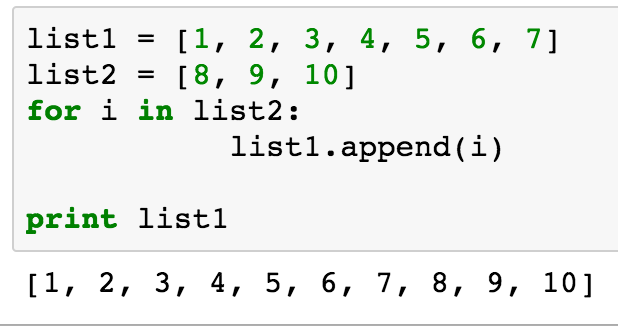 list1 = [1, 2, 3, 4, 5, 6, 7]
list2 = [8, 9, 10]
for i in list2:
            list1.append(i)

print list1
[1, 2, 3, 4, 5, 6, 7, 8, 9, 10]